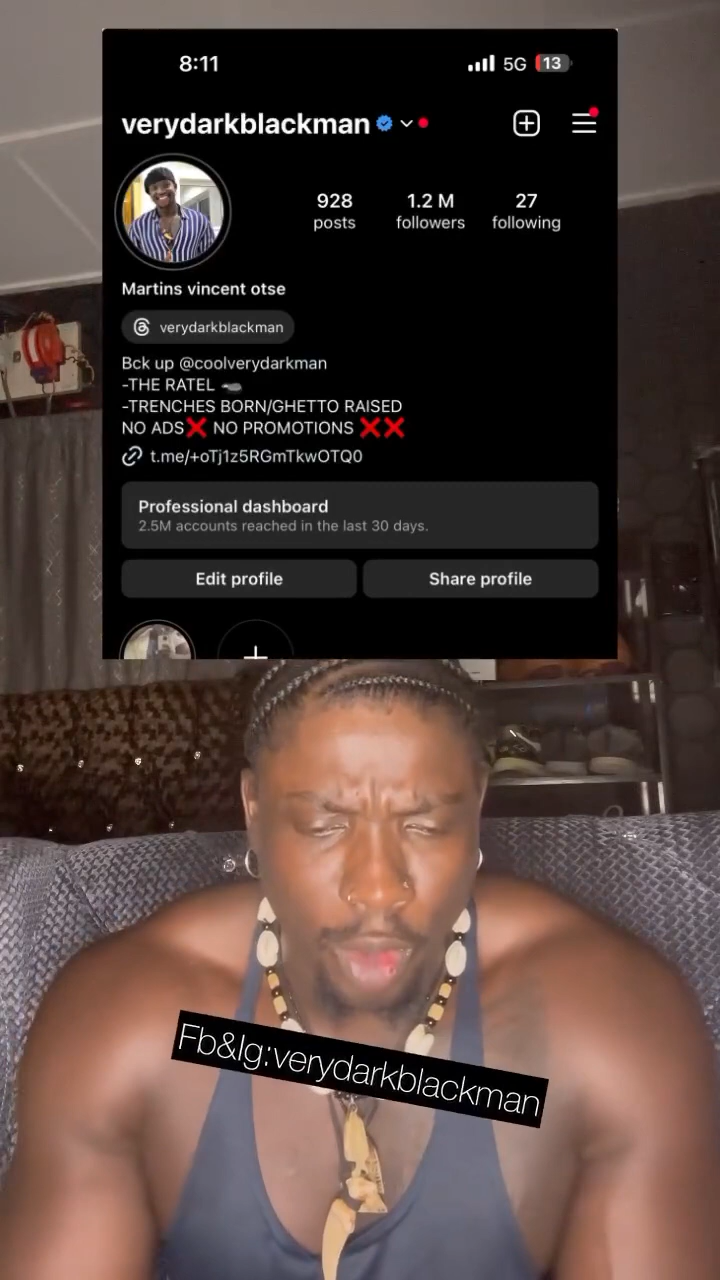 8:11 5G 13
verydarkblackman
928 1.2 M 27
posts followers following
Martins vincent otse
verydarkblackman
Bck up @coolverydarkman
-THE RATEL 🦡
-TRENCHES BORN/GHETTO RAISED
NO ADS❌ NO PROMOTIONS ❌❌
t.me/+oTj1z5RGmTkwOTQ0
Professional dashboard
2.5M accounts reached in the last 30 days.
Edit profile Share profile
Fb&Ig:verydarkblackman